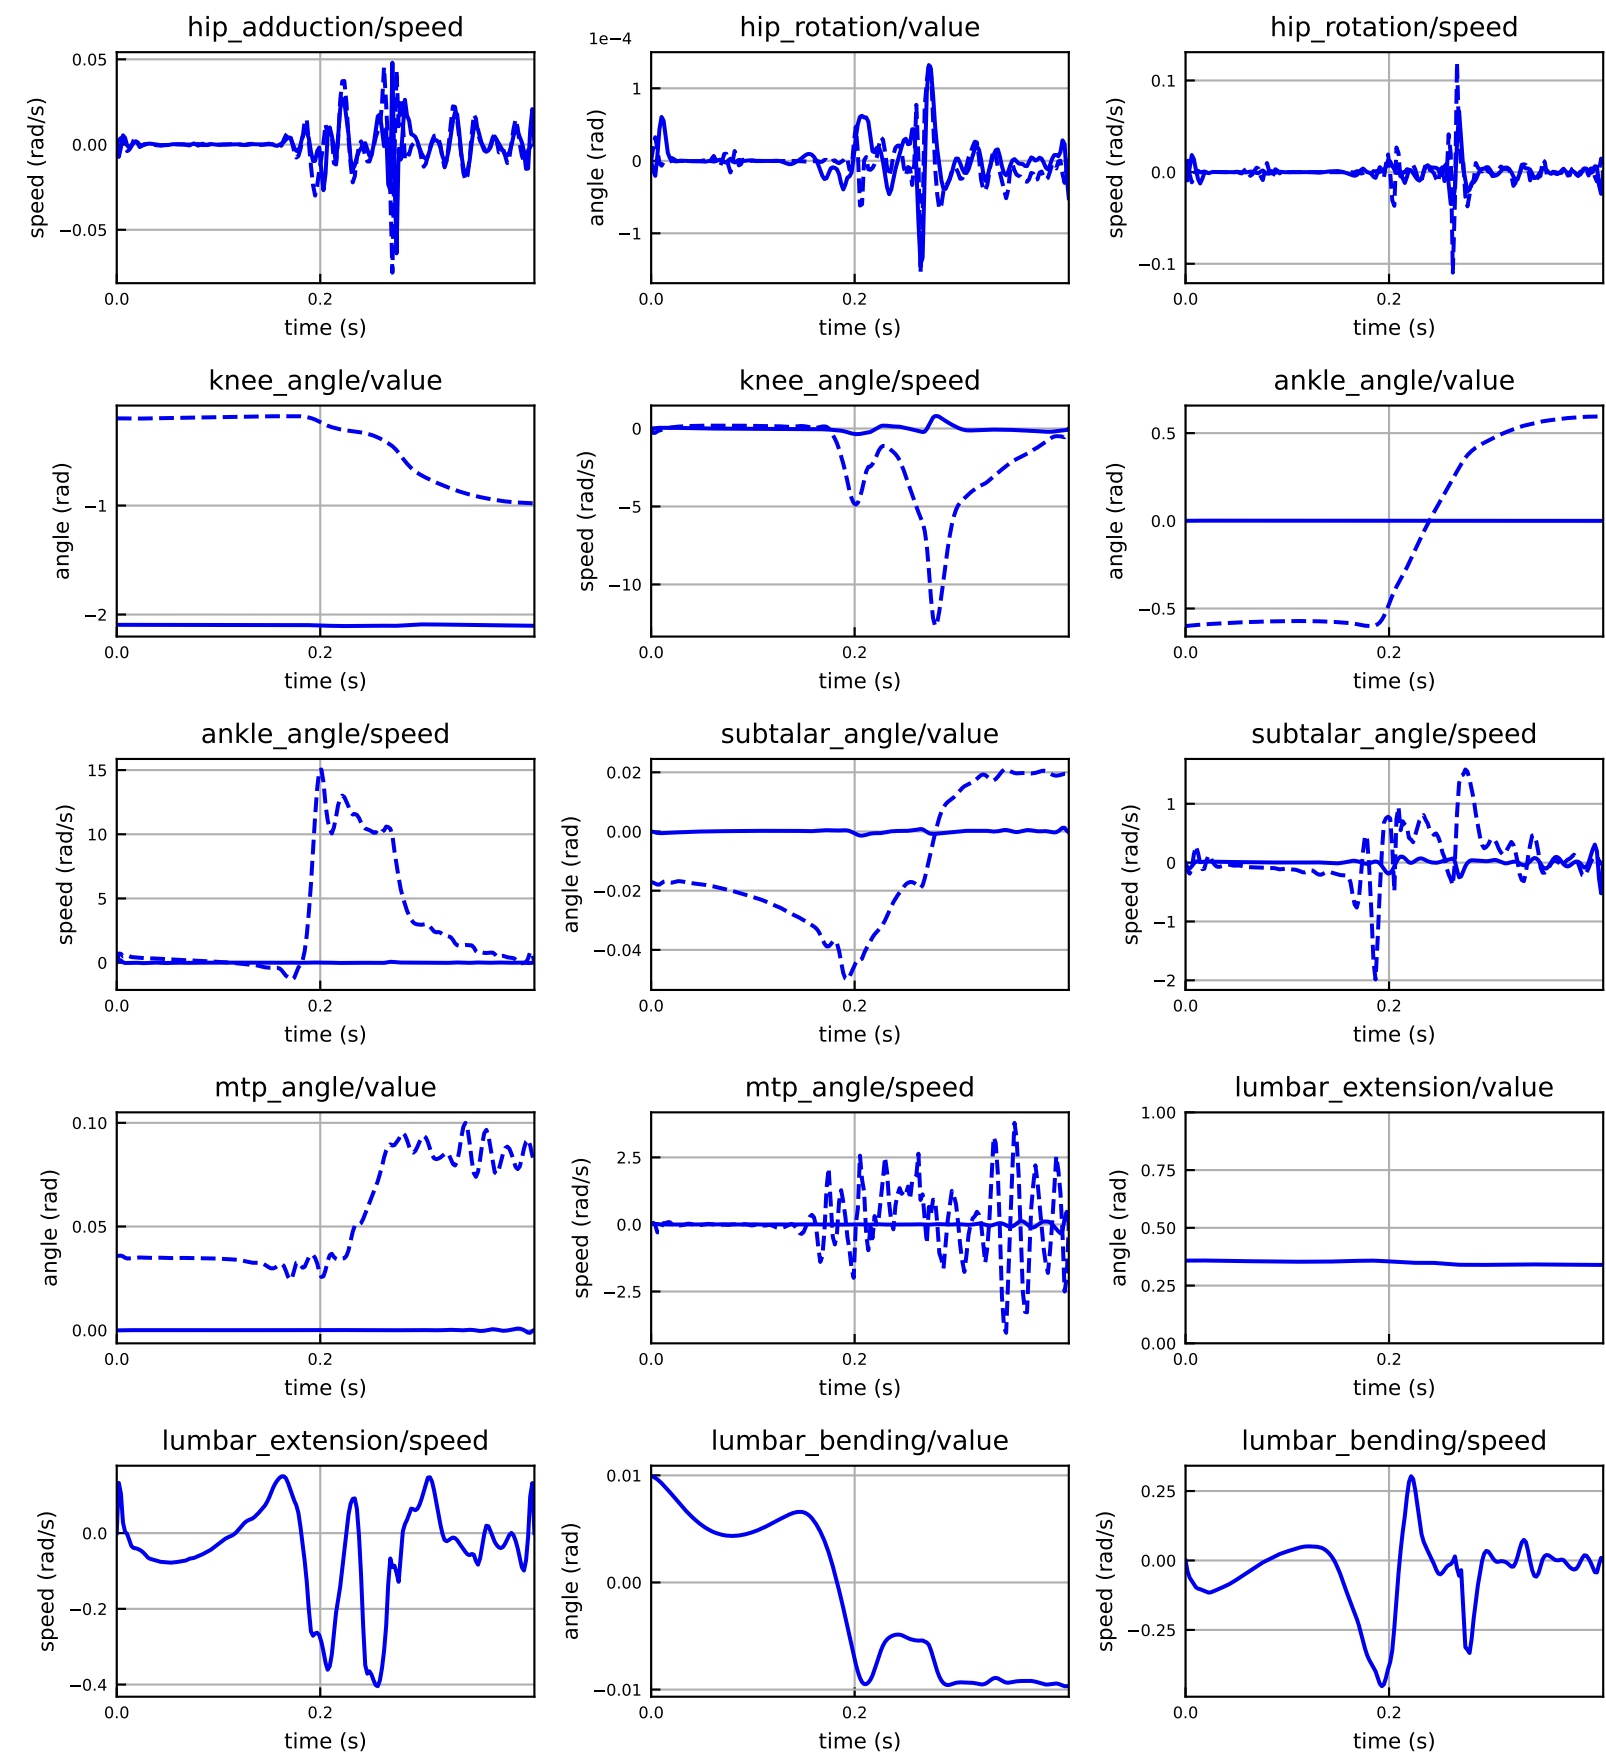 hip_adduction/speed
speed (rad/s)
0.05
0.00
−0.05
0.0
0.2
time (s)
hip_rotation/value
1e−4
angle (rad)
1
0
−1
0.0
0.2
time (s)
hip_rotation/speed
speed (rad/s)
0.1
0.0
−0.1
0.0
0.2
time (s)
knee_angle/value
angle (rad)
−1
−2
0.0
0.2
time (s)
knee_angle/speed
speed (rad/s)
0
−5
−10
0.0
0.2
time (s)
ankle_angle/value
angle (rad)
0.5
0.0
−0.5
0.0
0.2
time (s)
ankle_angle/speed
speed (rad/s)
15
10
5
0
0.0
0.2
time (s)
subtalar_angle/value
angle (rad)
0.02
0.00
−0.02
−0.04
0.0
0.2
time (s)
subtalar_angle/speed
speed (rad/s)
1
0
−1
−2
0.0
0.2
time (s)
mtp_angle/value
angle (rad)
0.10
0.05
0.00
0.0
0.2
time (s)
mtp_angle/speed
speed (rad/s)
2.5
0.0
−2.5
0.0
0.2
time (s)
lumbar_extension/value
angle (rad)
1.00
0.75
0.50
0.25
0.00
0.0
0.2
time (s)
lumbar_extension/speed
speed (rad/s)
0.0
−0.2
−0.4
0.0
0.2
time (s)
lumbar_bending/value
angle (rad)
0.01
0.00
−0.01
0.0
0.2
time (s)
lumbar_bending/speed
speed (rad/s)
0.25
0.00
−0.25
0.0
0.2
time (s)